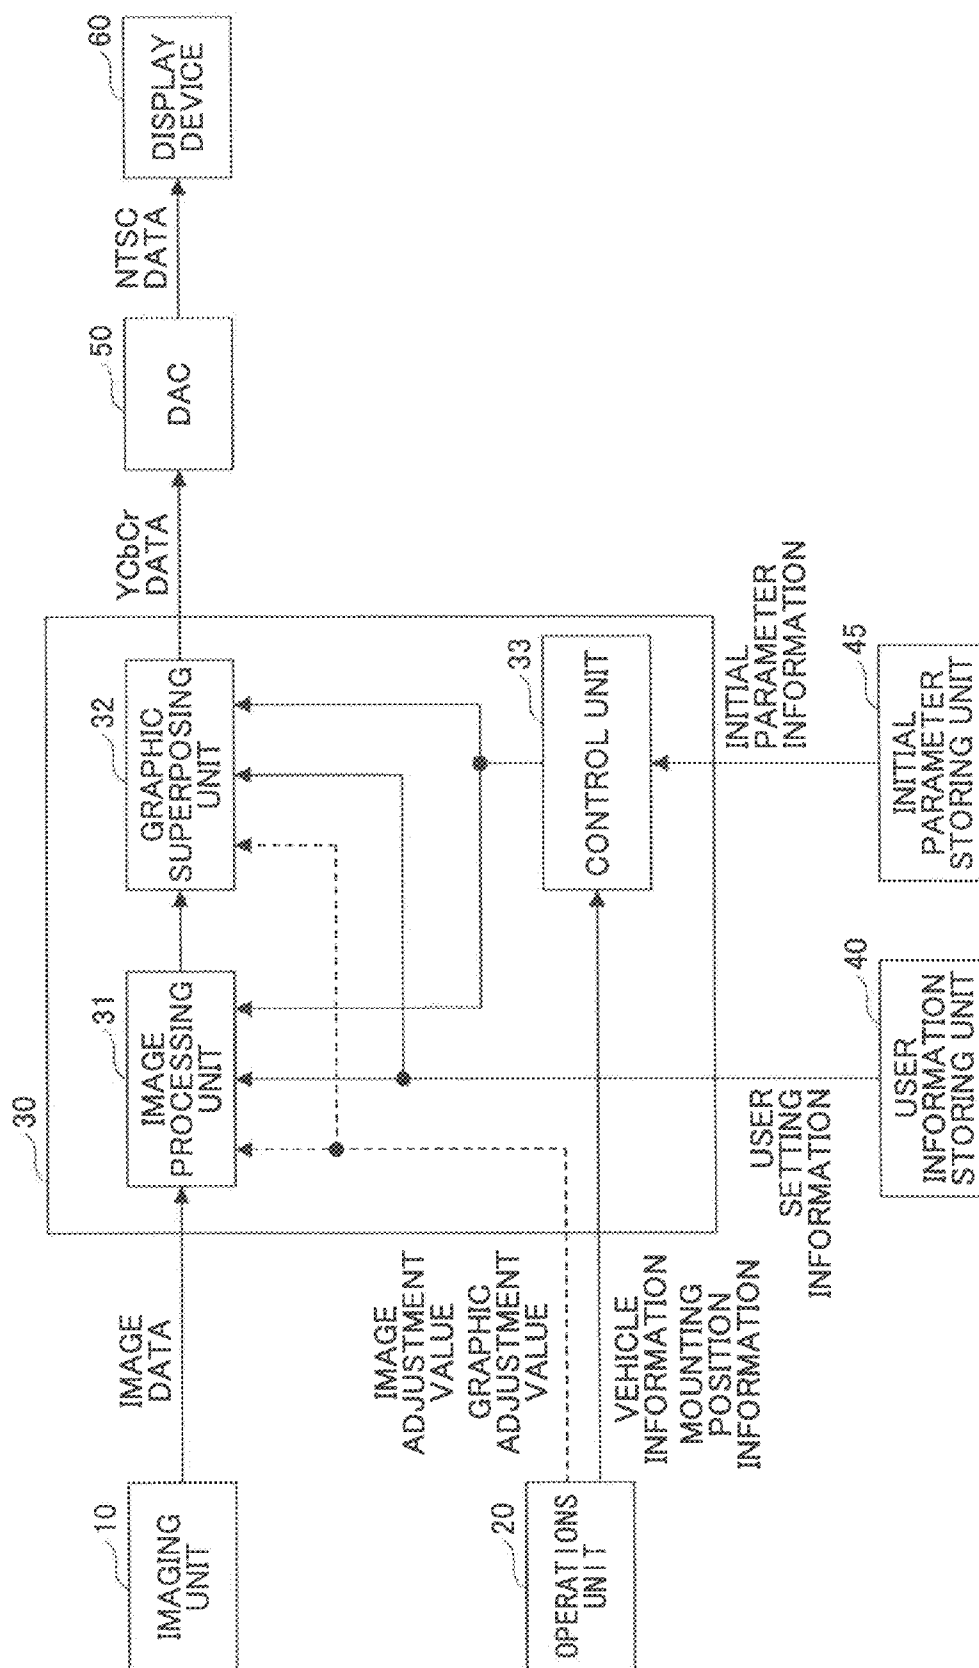 10
IMAGING
UNIT
IMAGE
DATA
30
31
IMAGE
PROCESSING
UNIT
32
GRAPHIC
SUPERPOSING
UNIT
YCbCr
DATA
50
DAC
NTSC
DATA
60
DISPLAY
DEVICE
20
OPERATIONS
UNIT
IMAGE
ADJUSTMENT
VALUE
GRAPHIC
ADJUSTMENT
VALUE
VEHICLE
INFORMATION
MOUNTING
POSITION
INFORMATION
33
CONTROL UNIT
USER
SETTING
INFORMATION
40
USER
INFORMATION
STORING UNIT
INITIAL
PARAMETER
INFORMATION
45
INITIAL
PARAMETER
STORING UNIT